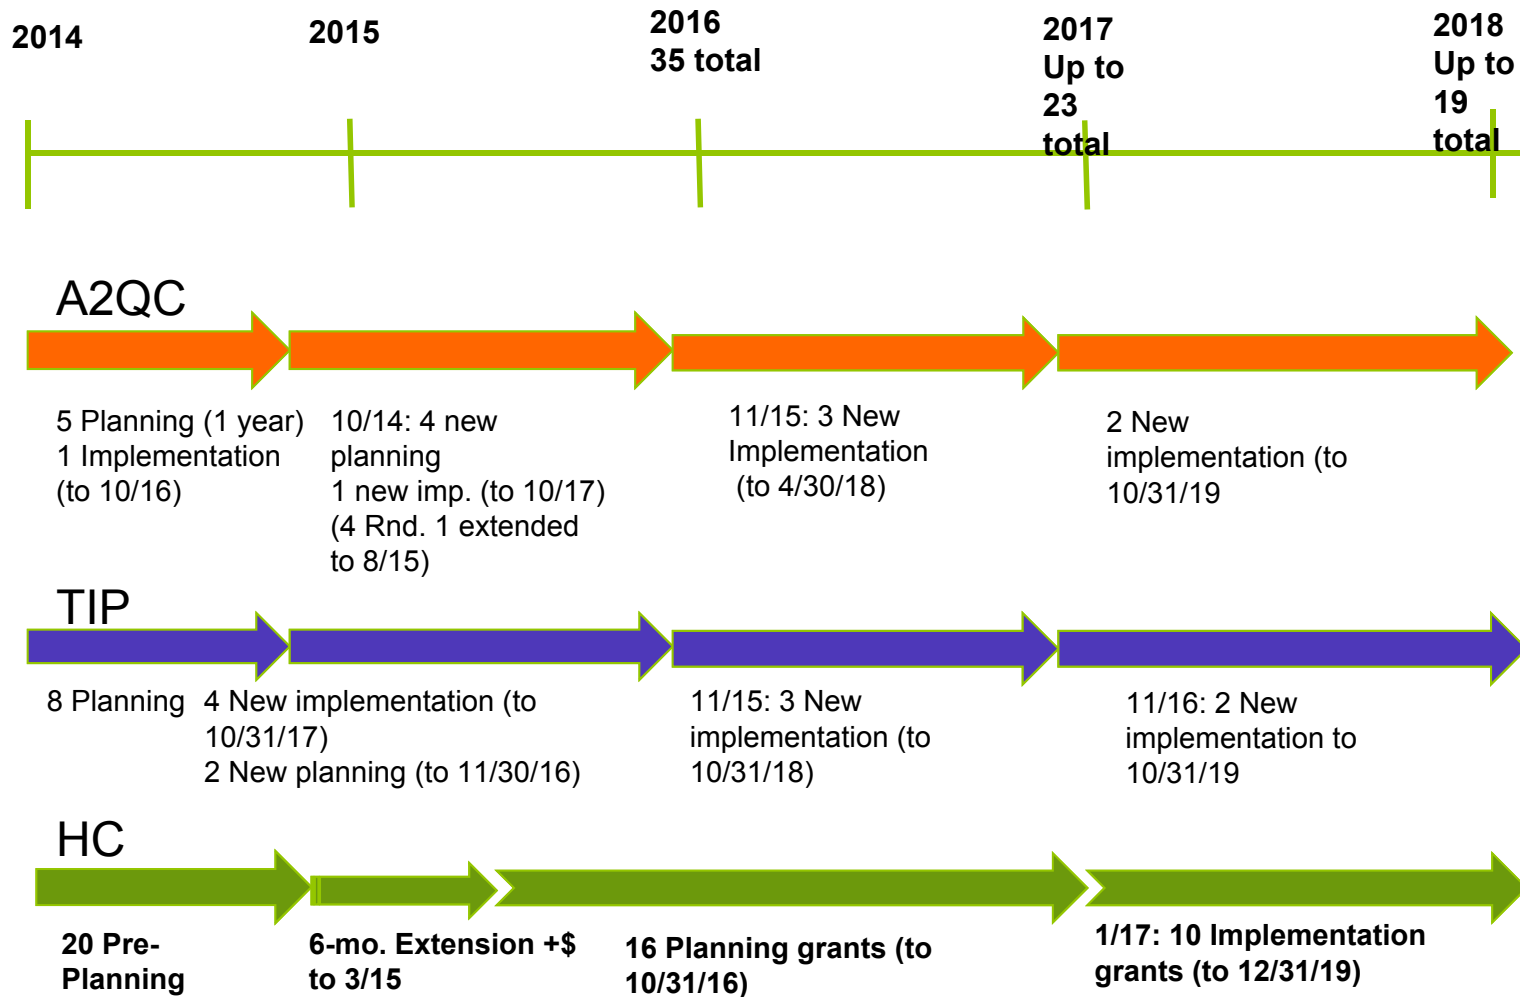 2014
2015
2016
35 total
2017
Up to
23
total
2018
Up to
19
total
A2QC
5 Planning (1 year)
1 Implementation
(to 10/16)
10/14: 4 new
planning
1 new imp. (to 10/17)
(4 Rnd. 1 extended
to 8/15)
11/15: 3 New
Implementation
(to 4/30/18)
2 New
implementation (to
10/31/19
TIP
8 Planning
4 New implementation (to
10/31/17)
2 New planning (to 11/30/16)
11/15: 3 New
implementation (to
10/31/18)
11/16: 2 New
implementation to
10/31/19
HC
20 Pre-
Planning
6-mo. Extension +$
to 3/15
16 Planning grants (to
10/31/16)
1/17: 10 Implementation
grants (to 12/31/19)